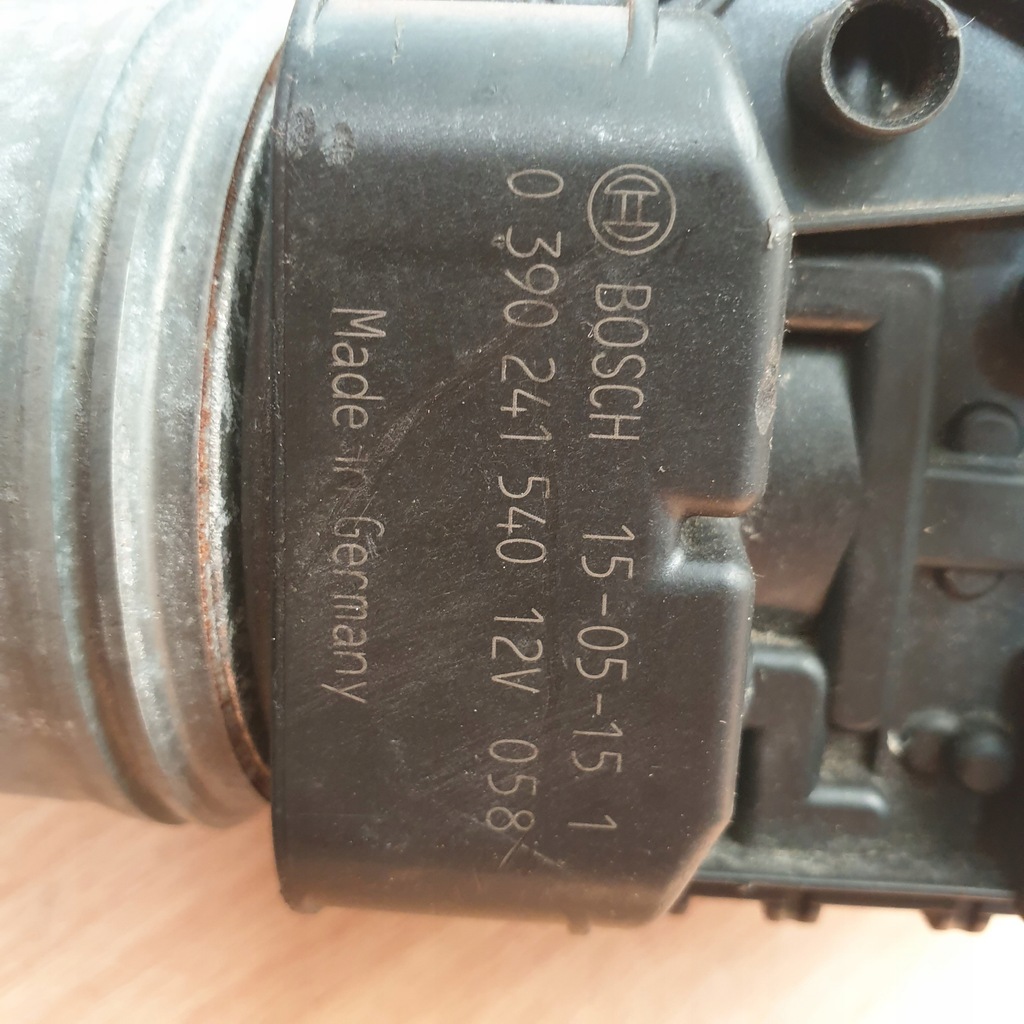 BOSCH 15-05-15 1
0 390 241 540 12V 058
Made in Germany